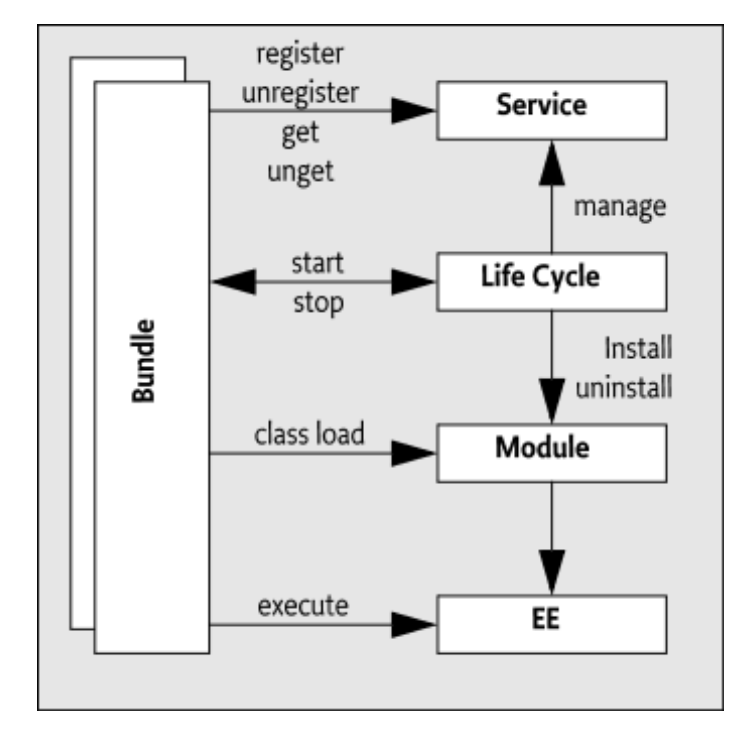 register
unregister
get
unget
Service
manage
start
stop
Life Cycle
Install
uninstall
Bundle
class load
Module
execute
EE